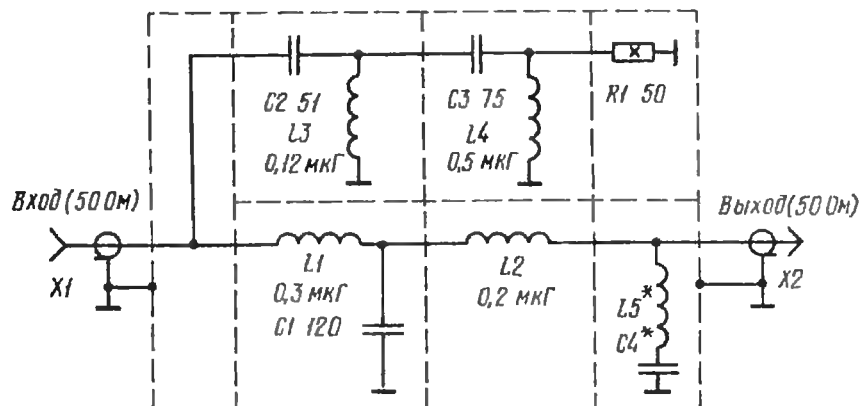 C2 51
L3
0,12 мкГ
C3 75
L4
0,5 мкГ
R1 50
Вход (50 Ом)
X1
L1
0,3 мкГ
C1 120
L2
0,2 мкГ
L5*
C4*
Выход (50 Ом)
X2